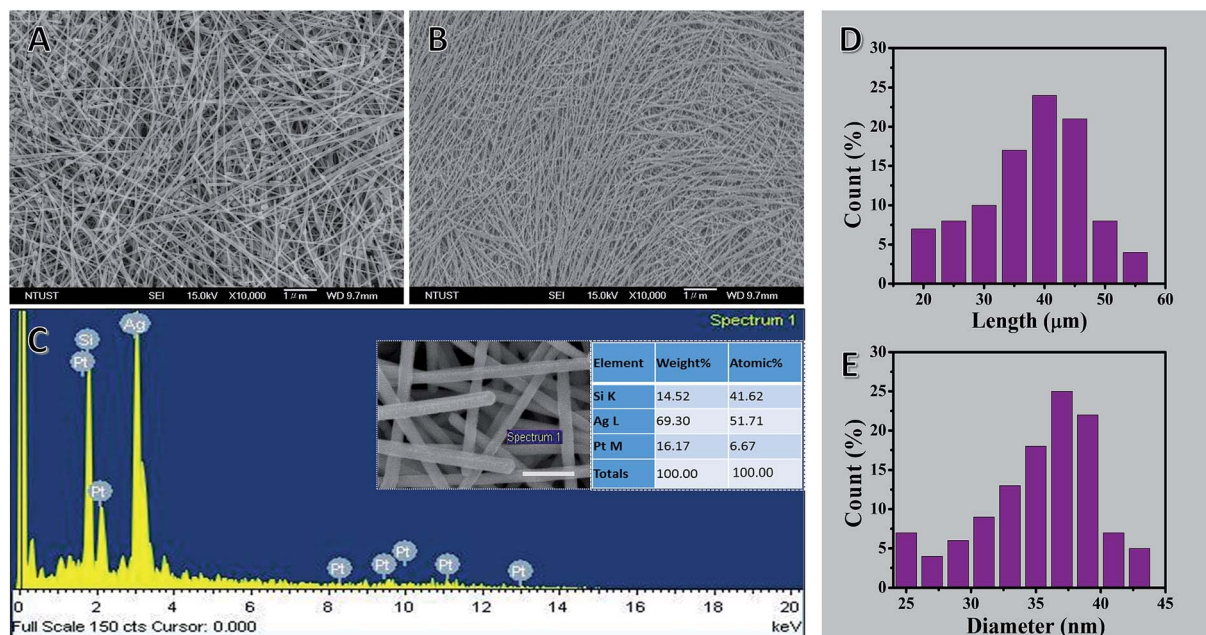 A
NTUST SEI 15.0kV X10,000 1μm WD 9.7mm
B
NTUST SEI 15.0kV X10,000 1μm WD 9.7mm
C
Spectrum 1
Si
Pt
Ag
Pt
Pt
Pt
Pt
Pt
Pt
Spectrum 1
Element Weight% Atomic%
Si K 14.52 41.62
Ag L 69.30 51.71
Pt M 16.17 6.67
Totals 100.00 100.00
0 2 4 6 8 10 12 14 16 18 20
Full Scale 150 cts Cursor: 0.000 keV
D
Count (%)
30
25
20
15
10
5
0
20 30 40 50 60
Length (μm)
E
Count (%)
30
25
20
15
10
5
0
25 30 35 40 45
Diameter (nm)